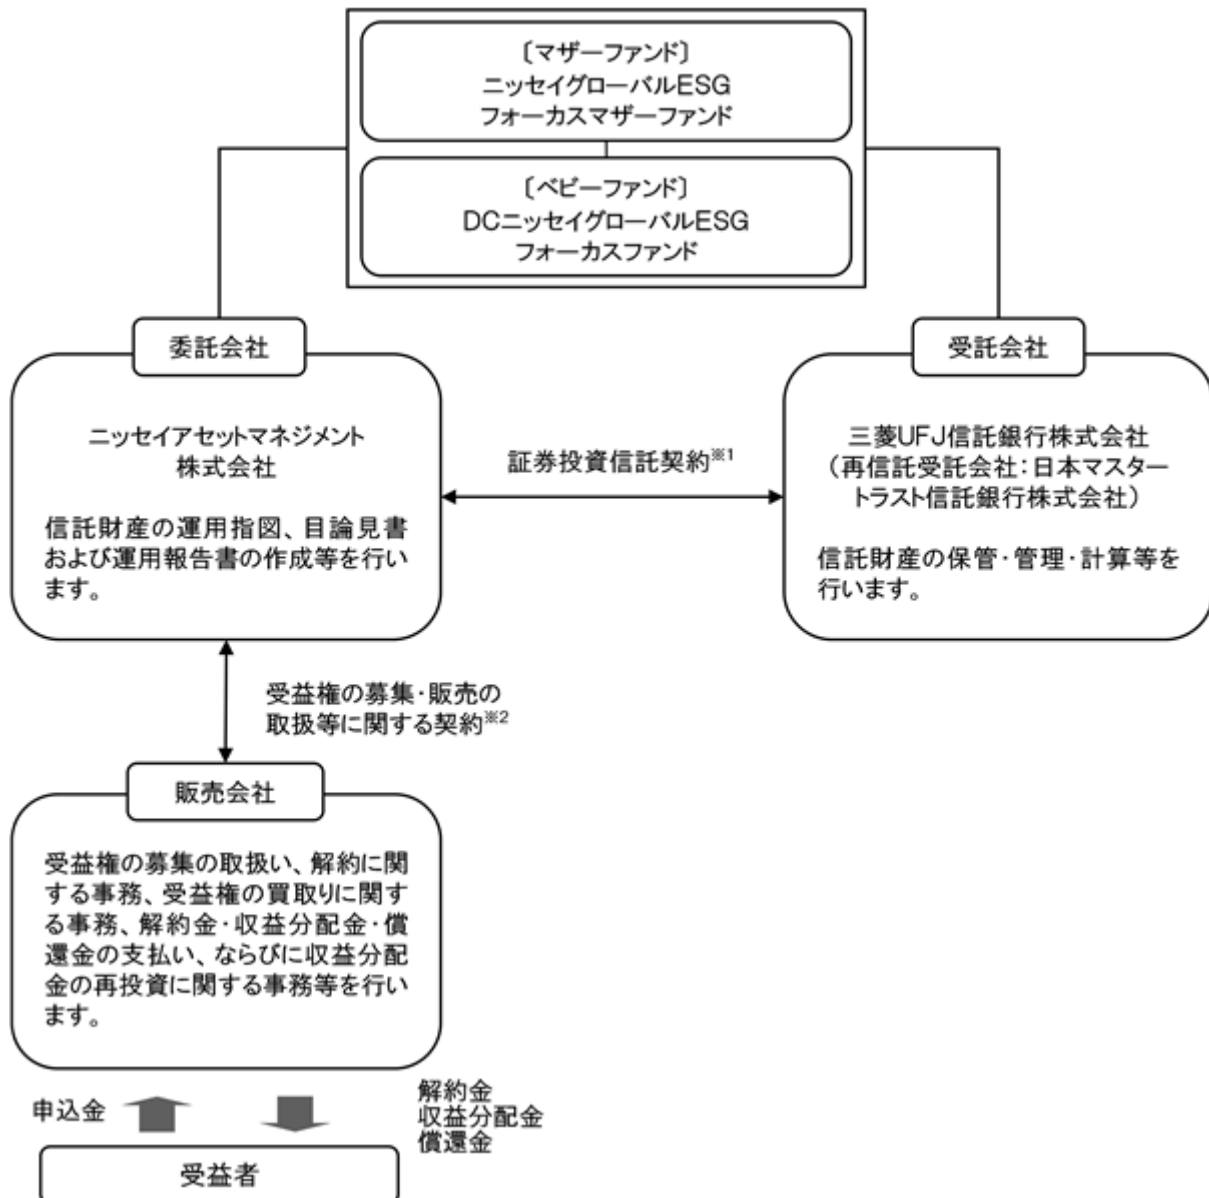 〔マザーファンド〕
ニッセイグローバルESG
フォーカスマザーファンド
〔ベビーファンド〕
DCニッセイグローバルESG
フォーカスファンド
委託会社
ニッセイアセットマネジメント
株式会社
信託財産の運用指図、目論見書
および運用報告書の作成等を行い
ます。
証券投資信託契約※1
受託会社
三菱UFJ信託銀行株式会社
（再信託受託会社：日本マスター
トラスト信託銀行株式会社）
信託財産の保管・管理・計算等を
行います。
受益権の募集・販売の
取扱等に関する契約※2
販売会社
受益権の募集の取扱い、解約に関
する事務、受益権の買取りに関す
る事務、解約金・収益分配金・償
還金の支払い、ならびに収益分配
金の再投資に関する事務等を行い
ます。
申込金
解約金
収益分配金
償還金
受益者